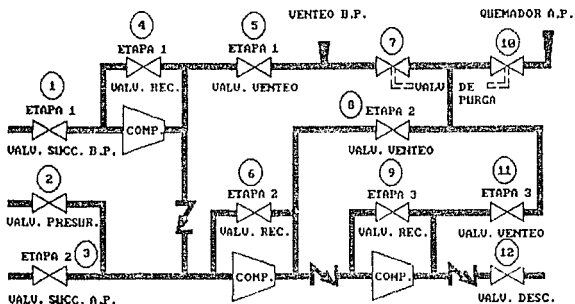 VENTEO B.P.
QUEMADOR A.P.
4
5
7
10
ETAPA 1
ETAPA 1
VALV. REC.
VALV. VENTEO
VALV
DE
PURGA
1
ETAPA 1
COMP.
VALV. SUCC. B.P.
8
ETAPA 2
VALV. VENTEO
2
VALV. PRESUR.
6
ETAPA 2
VALV. REC.
9
ETAPA 3
VALV. REC.
11
ETAPA 3
VALV. VENTEO
ETAPA 2
3
VALV. SUCC. A.P.
COMP.
COMP.
12
VALV. DESC.